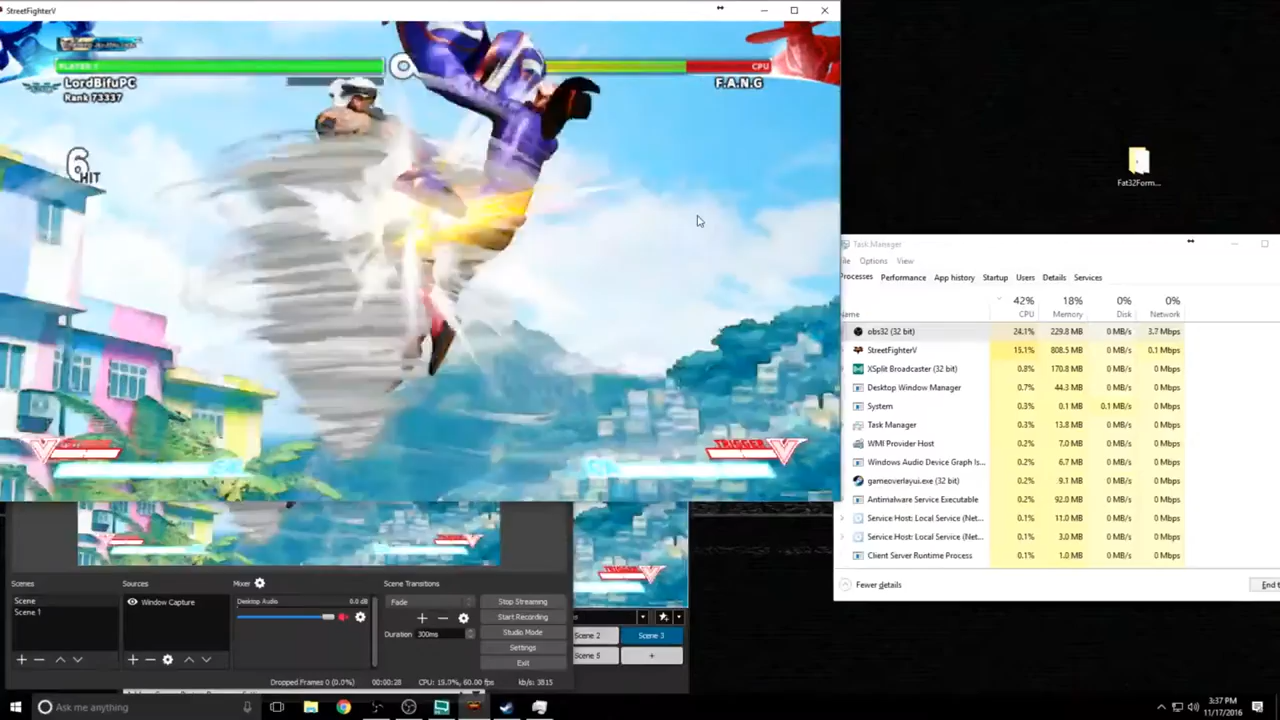 StreetFighterV
PLAYER 1
CPU
LordBifuPC
Rank 73337
F.A.N.G
6
HIT
TRIGGER
V
V
TRIGGER
Fat32Form...
Task Manager
File Options View
Processes Performance App history Startup Users Details Services
42% 18% 0% 0%
Name CPU Memory Disk Network
obs32 (32 bit) 24.1% 229.8 MB 0 MB/s 3.7 Mbps
StreetFighterV 15.1% 808.5 MB 0 MB/s 0.1 Mbps
XSplit Broadcaster (32 bit) 0.8% 170.8 MB 0 MB/s 0 Mbps
Desktop Window Manager 0.7% 44.3 MB 0 MB/s 0 Mbps
System 0.3% 0.1 MB 0.1 MB/s 0 Mbps
Task Manager 0.3% 13.8 MB 0 MB/s 0 Mbps
WMI Provider Host 0.2% 7.0 MB 0 MB/s 0 Mbps
Windows Audio Device Graph Is... 0.2% 6.7 MB 0 MB/s 0 Mbps
gameoverlayui.exe (32 bit) 0.2% 9.1 MB 0 MB/s 0 Mbps
Antimalware Service Executable 0.2% 92.0 MB 0 MB/s 0 Mbps
Service Host: Local Service (Net... 0.1% 11.0 MB 0 MB/s 0 Mbps
Service Host: Local Service (Net... 0.1% 3.0 MB 0 MB/s 0 Mbps
Client Server Runtime Process 0.1% 1.0 MB 0 MB/s 0 Mbps
Fewer details
End t
Scenes Sources Mixer Scene Transitions
Scene
Scene 1
Window Capture
Desktop Audio 0.0 dB
Fade
Duration 300ms
Stop Streaming
Start Recording
Studio Mode
Settings
Exit
Scene 2 Scene 3
Scene 5 +
Dropped Frames 0 (0.0%) 00:00:28 CPU: 19.0%, 60.00 fps kb/s: 3815
Ask me anything
3:37 PM
11/17/2016